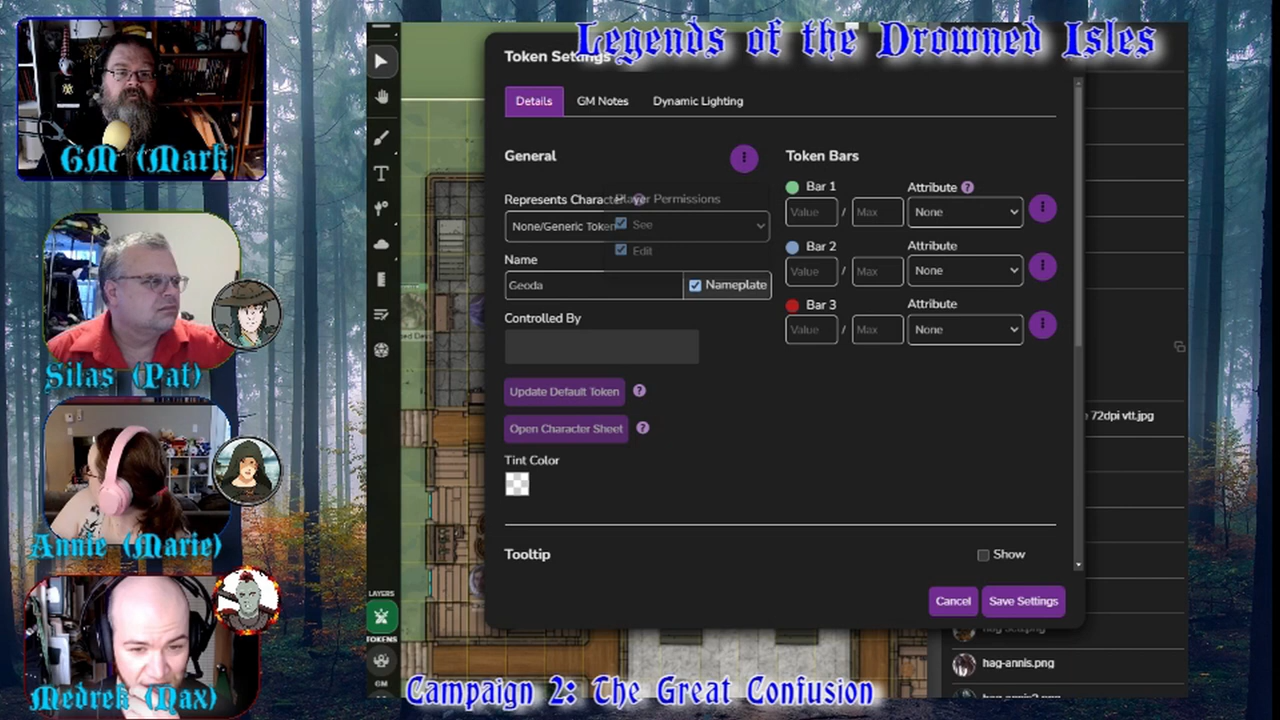 Legends of the Drowned Isles
Token Settings
Details
GM Notes
Dynamic Lighting
General
Token Bars
Represents Character
Player Permissions
None/Generic Token
See
Edit
Name
Geoda
Nameplate
Controlled By
Update Default Token ?
Open Character Sheet ?
Tint Color
Bar 1
Attribute ?
Value / Max
None
Bar 2
Attribute
Value / Max
None
Bar 3
Attribute
Value / Max
None
Tooltip
Show
Cancel
Save Settings
72dpi vtt.jpg
hag-annis.png
LAYERS
TOKENS
GM
GM (Mark)
Silas (Pat)
Annie (Marie)
Medrek (Max)
Campaign 2: The Great Confusion